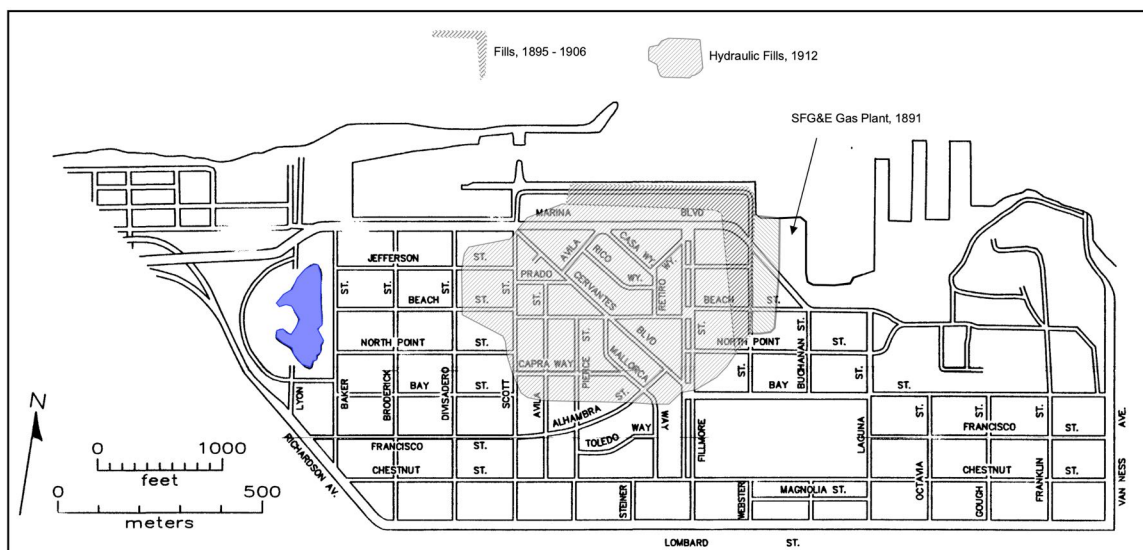 Fills, 1895 - 1906
Hydraulic Fills, 1912
SFG&E Gas Plant, 1891
MARINA BLVD
JEFFERSON ST.
AVILA
RICO WY.
CASA WY
RETIRO WY.
PRADO
CERVANTES BLVD
BEACH ST.
BEACH ST.
NORTH POINT ST.
NORTH POINT ST.
CAPRA WAY
PIERCE ST.
MALLORCA WAY
BAY ST.
BAY ST.
LYON
BAKER ST.
BRODERICK ST.
DIVISADERO ST.
SCOTT ST.
AVILA ST.
ALHAMBRA ST.
TOLEDO WAY
FILLMORE ST.
BUCHANAN ST.
LAGUNA ST.
FRANCISCO ST.
FRANCISCO ST.
CHESTNUT ST.
CHESTNUT ST.
RICHARDSON AV.
STEINER
WEBSTER ST.
MAGNOLIA ST.
OCTAVIA ST.
GOUGH ST.
FRANKLIN ST.
VAN NESS AVE.
LOMBARD ST.
N
0 1000
feet
0 500
meters